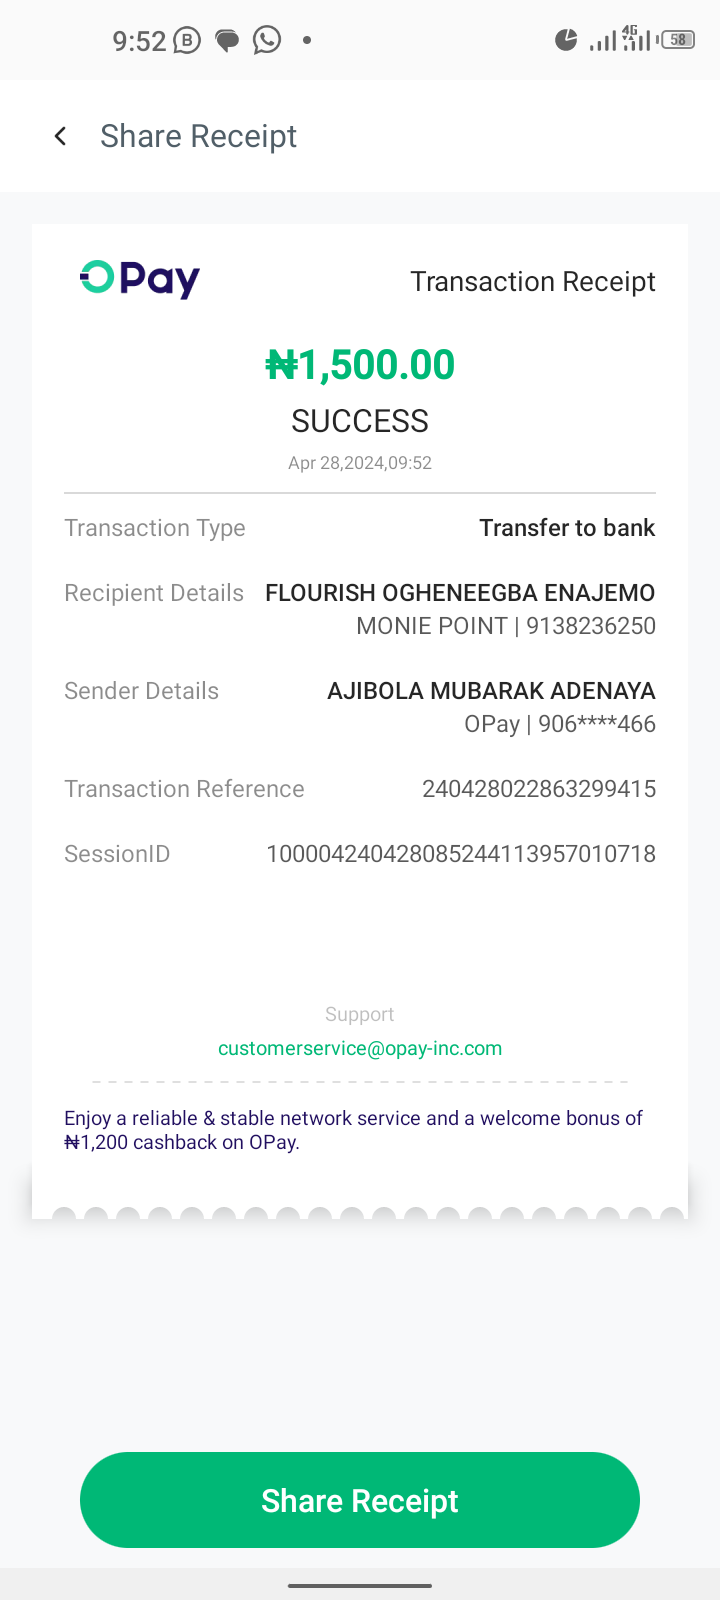 9:52
4G
58
Share Receipt
OPay
Transaction Receipt
₦1,500.00
SUCCESS
Apr 28,2024,09:52
Transaction Type Transfer to bank
Recipient Details FLOURISH OGHENEEGBA ENAJEMO
MONIE POINT | 9138236250
Sender Details AJIBOLA MUBARAK ADENAYA
OPay | 906****466
Transaction Reference 240428022863299415
SessionID 100004240428085244113957010718
Support
customerservice@opay-inc.com
Enjoy a reliable & stable network service and a welcome bonus of
₦1,200 cashback on OPay.
Share Receipt